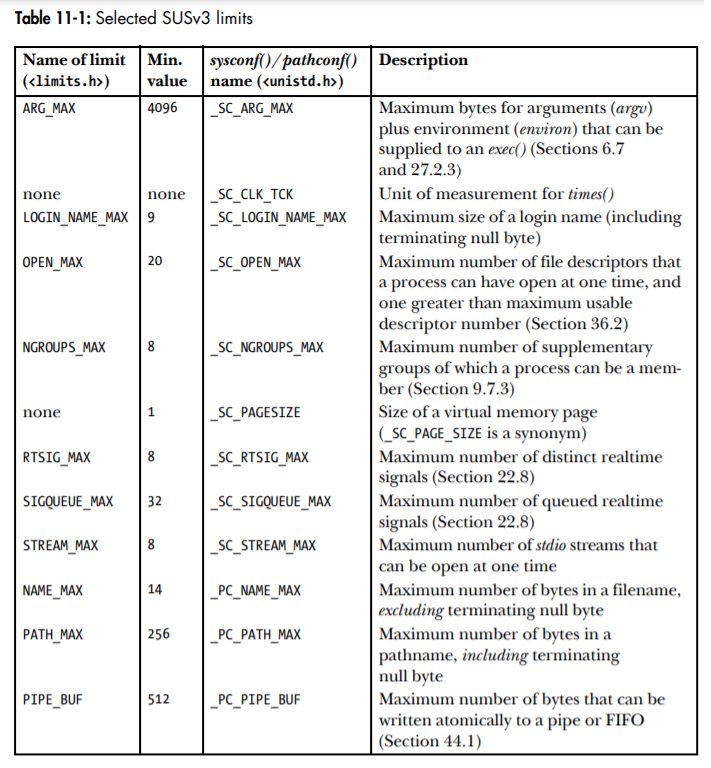 Table 11-1: Selected SUSv3 limits
Name of limit Min. sysconf()/pathconf() Description
(<limits.h>) value name (<unistd.h>)
ARG_MAX 4096 _SC_ARG_MAX Maximum bytes for arguments (argv)
plus environment (environ) that can be
supplied to an exec() (Sections 6.7
and 27.2.3)
none none _SC_CLK_TCK Unit of measurement for times()
LOGIN_NAME_MAX 9 _SC_LOGIN_NAME_MAX Maximum size of a login name (including
terminating null byte)
OPEN_MAX 20 _SC_OPEN_MAX Maximum number of file descriptors that
a process can have open at one time, and
one greater than maximum usable
descriptor number (Section 36.2)
NGROUPS_MAX 8 _SC_NGROUPS_MAX Maximum number of supplementary
groups of which a process can be a mem-
ber (Section 9.7.3)
none 1 _SC_PAGESIZE Size of a virtual memory page
(_SC_PAGE_SIZE is a synonym)
RTSIG_MAX 8 _SC_RTSIG_MAX Maximum number of distinct realtime
signals (Section 22.8)
SIGQUEUE_MAX 32 _SC_SIGQUEUE_MAX Maximum number of queued realtime
signals (Section 22.8)
STREAM_MAX 8 _SC_STREAM_MAX Maximum number of stdio streams that
can be open at one time
NAME_MAX 14 _PC_NAME_MAX Maximum number of bytes in a filename,
excluding terminating null byte
PATH_MAX 256 _PC_PATH_MAX Maximum number of bytes in a
pathname, including terminating
null byte
PIPE_BUF 512 _PC_PIPE_BUF Maximum number of bytes that can be
written atomically to a pipe or FIFO
(Section 44.1)